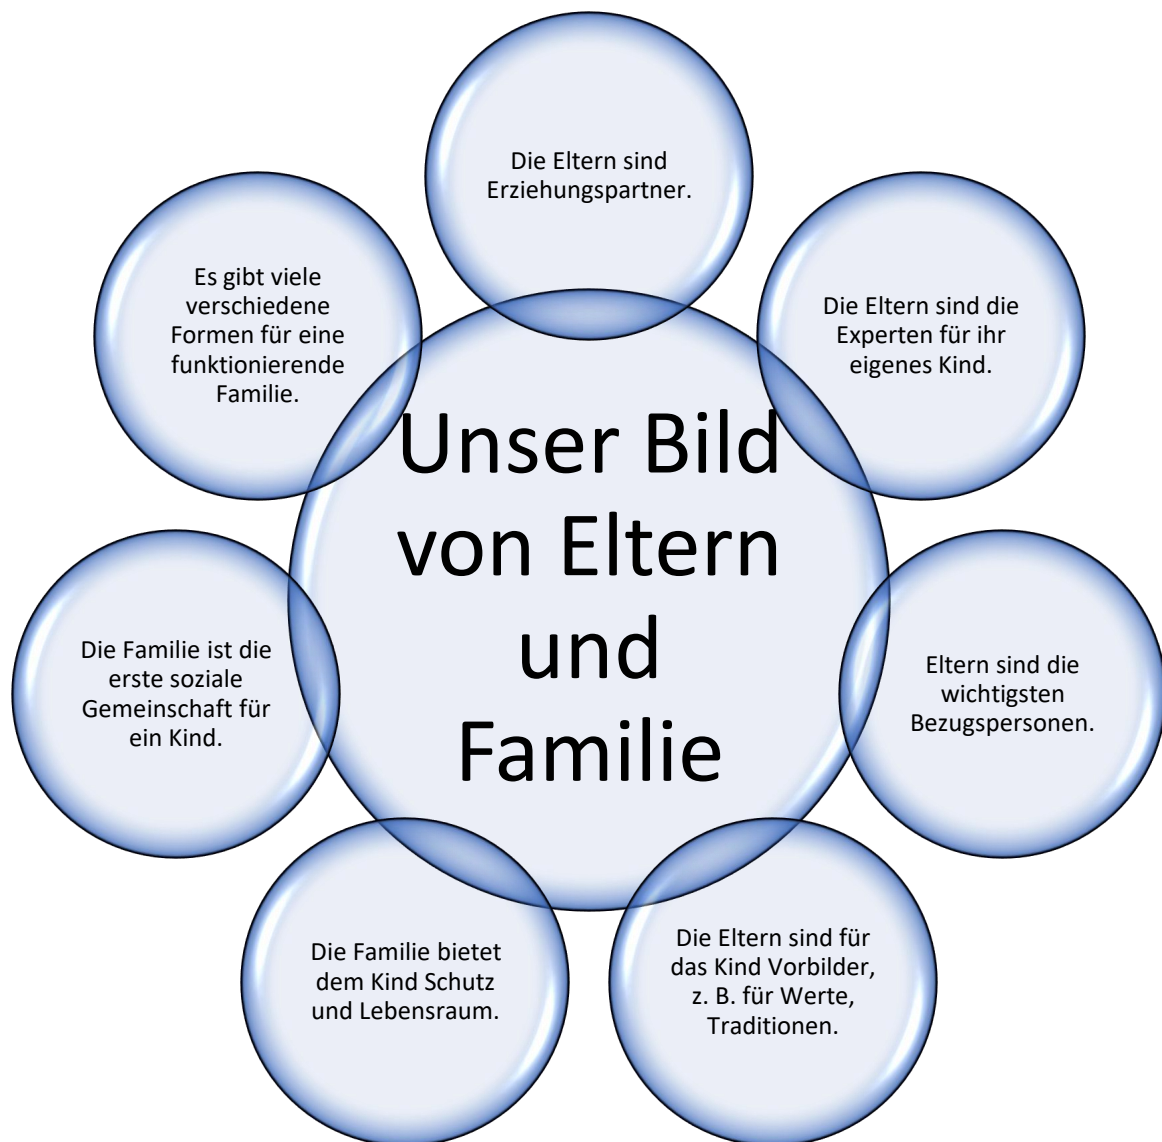 Die Eltern sind
Erziehungspartner.
Die Eltern sind die
Experten für ihr
eigenes Kind.
Eltern sind die
wichtigsten
Bezugspersonen.
Die Eltern sind für
das Kind Vorbilder,
z. B. für Werte,
Traditionen.
Die Familie bietet
dem Kind Schutz
und Lebensraum.
Die Familie ist die
erste soziale
Gemeinschaft für
ein Kind.
Es gibt viele
verschiedene
Formen für eine
funktionierende
Familie.
Unser Bild
von Eltern
und
Familie